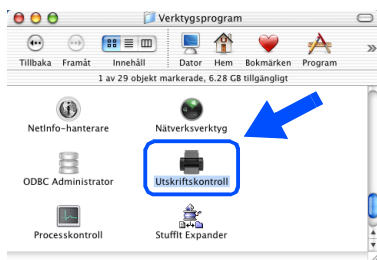 Verktygsprogram
Tillbaka Framåt Innehåll Dator Hem Bokmärken Program
1 av 29 objekt markerade, 6.28 GB tillgängligt
NetInfo-hanterare Nätverksverktyg
ODBC Administrator Utskriftskontroll
Processkontroll StuffIt Expander